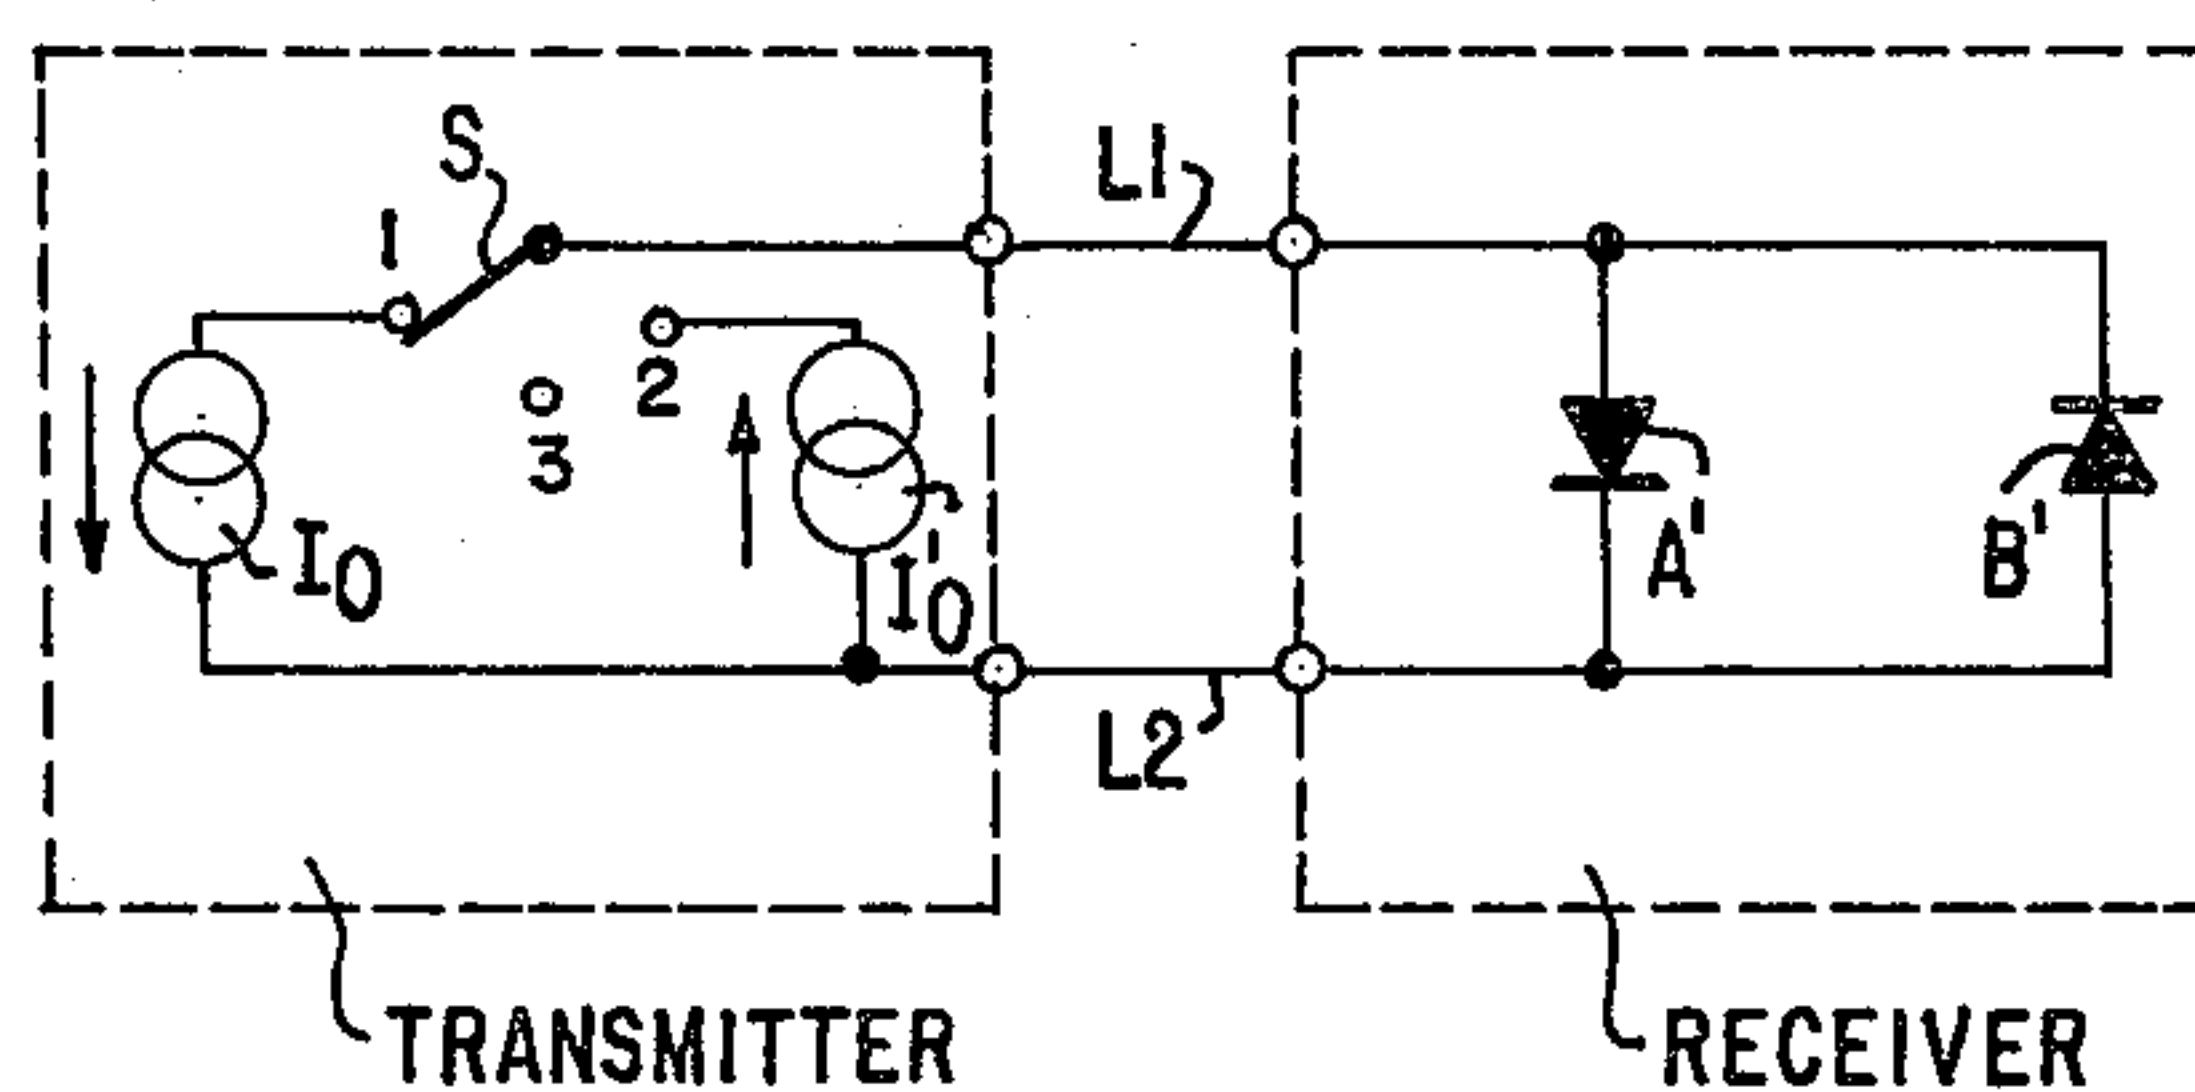 S
L1
1
2
3
I0
I'0
A'
B'
L2
TRANSMITTER
RECEIVER